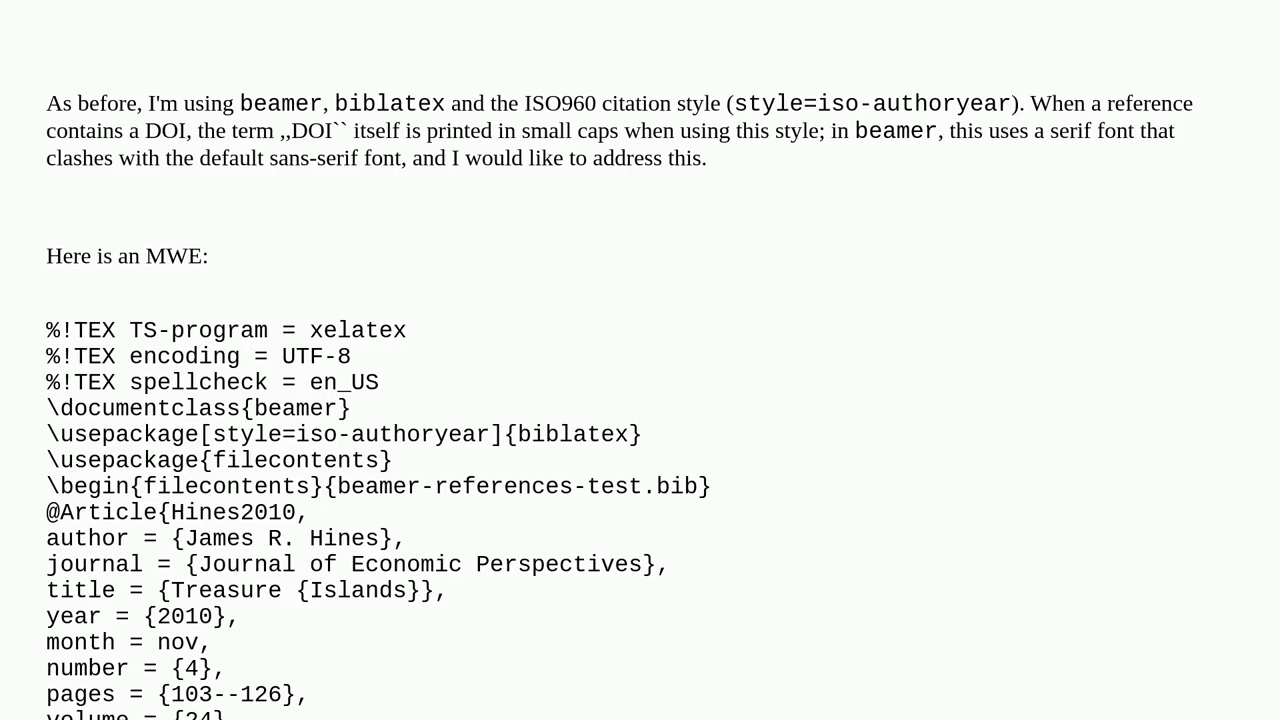 As before, I'm using beamer, biblatex and the ISO960 citation style (style=iso-authoryear). When a reference
contains a DOI, the term ,,DOI`` itself is printed in small caps when using this style; in beamer, this uses a serif font that
clashes with the default sans-serif font, and I would like to address this.
Here is an MWE:
%!TEX TS-program = xelatex
%!TEX encoding = UTF-8
%!TEX spellcheck = en_US
\documentclass{beamer}
\usepackage[style=iso-authoryear]{biblatex}
\usepackage{filecontents}
\begin{filecontents}{beamer-references-test.bib}
@Article{Hines2010,
author = {James R. Hines},
journal = {Journal of Economic Perspectives},
title = {Treasure {Islands}},
year = {2010},
month = nov,
number = {4},
pages = {103--126},
volume = {24}